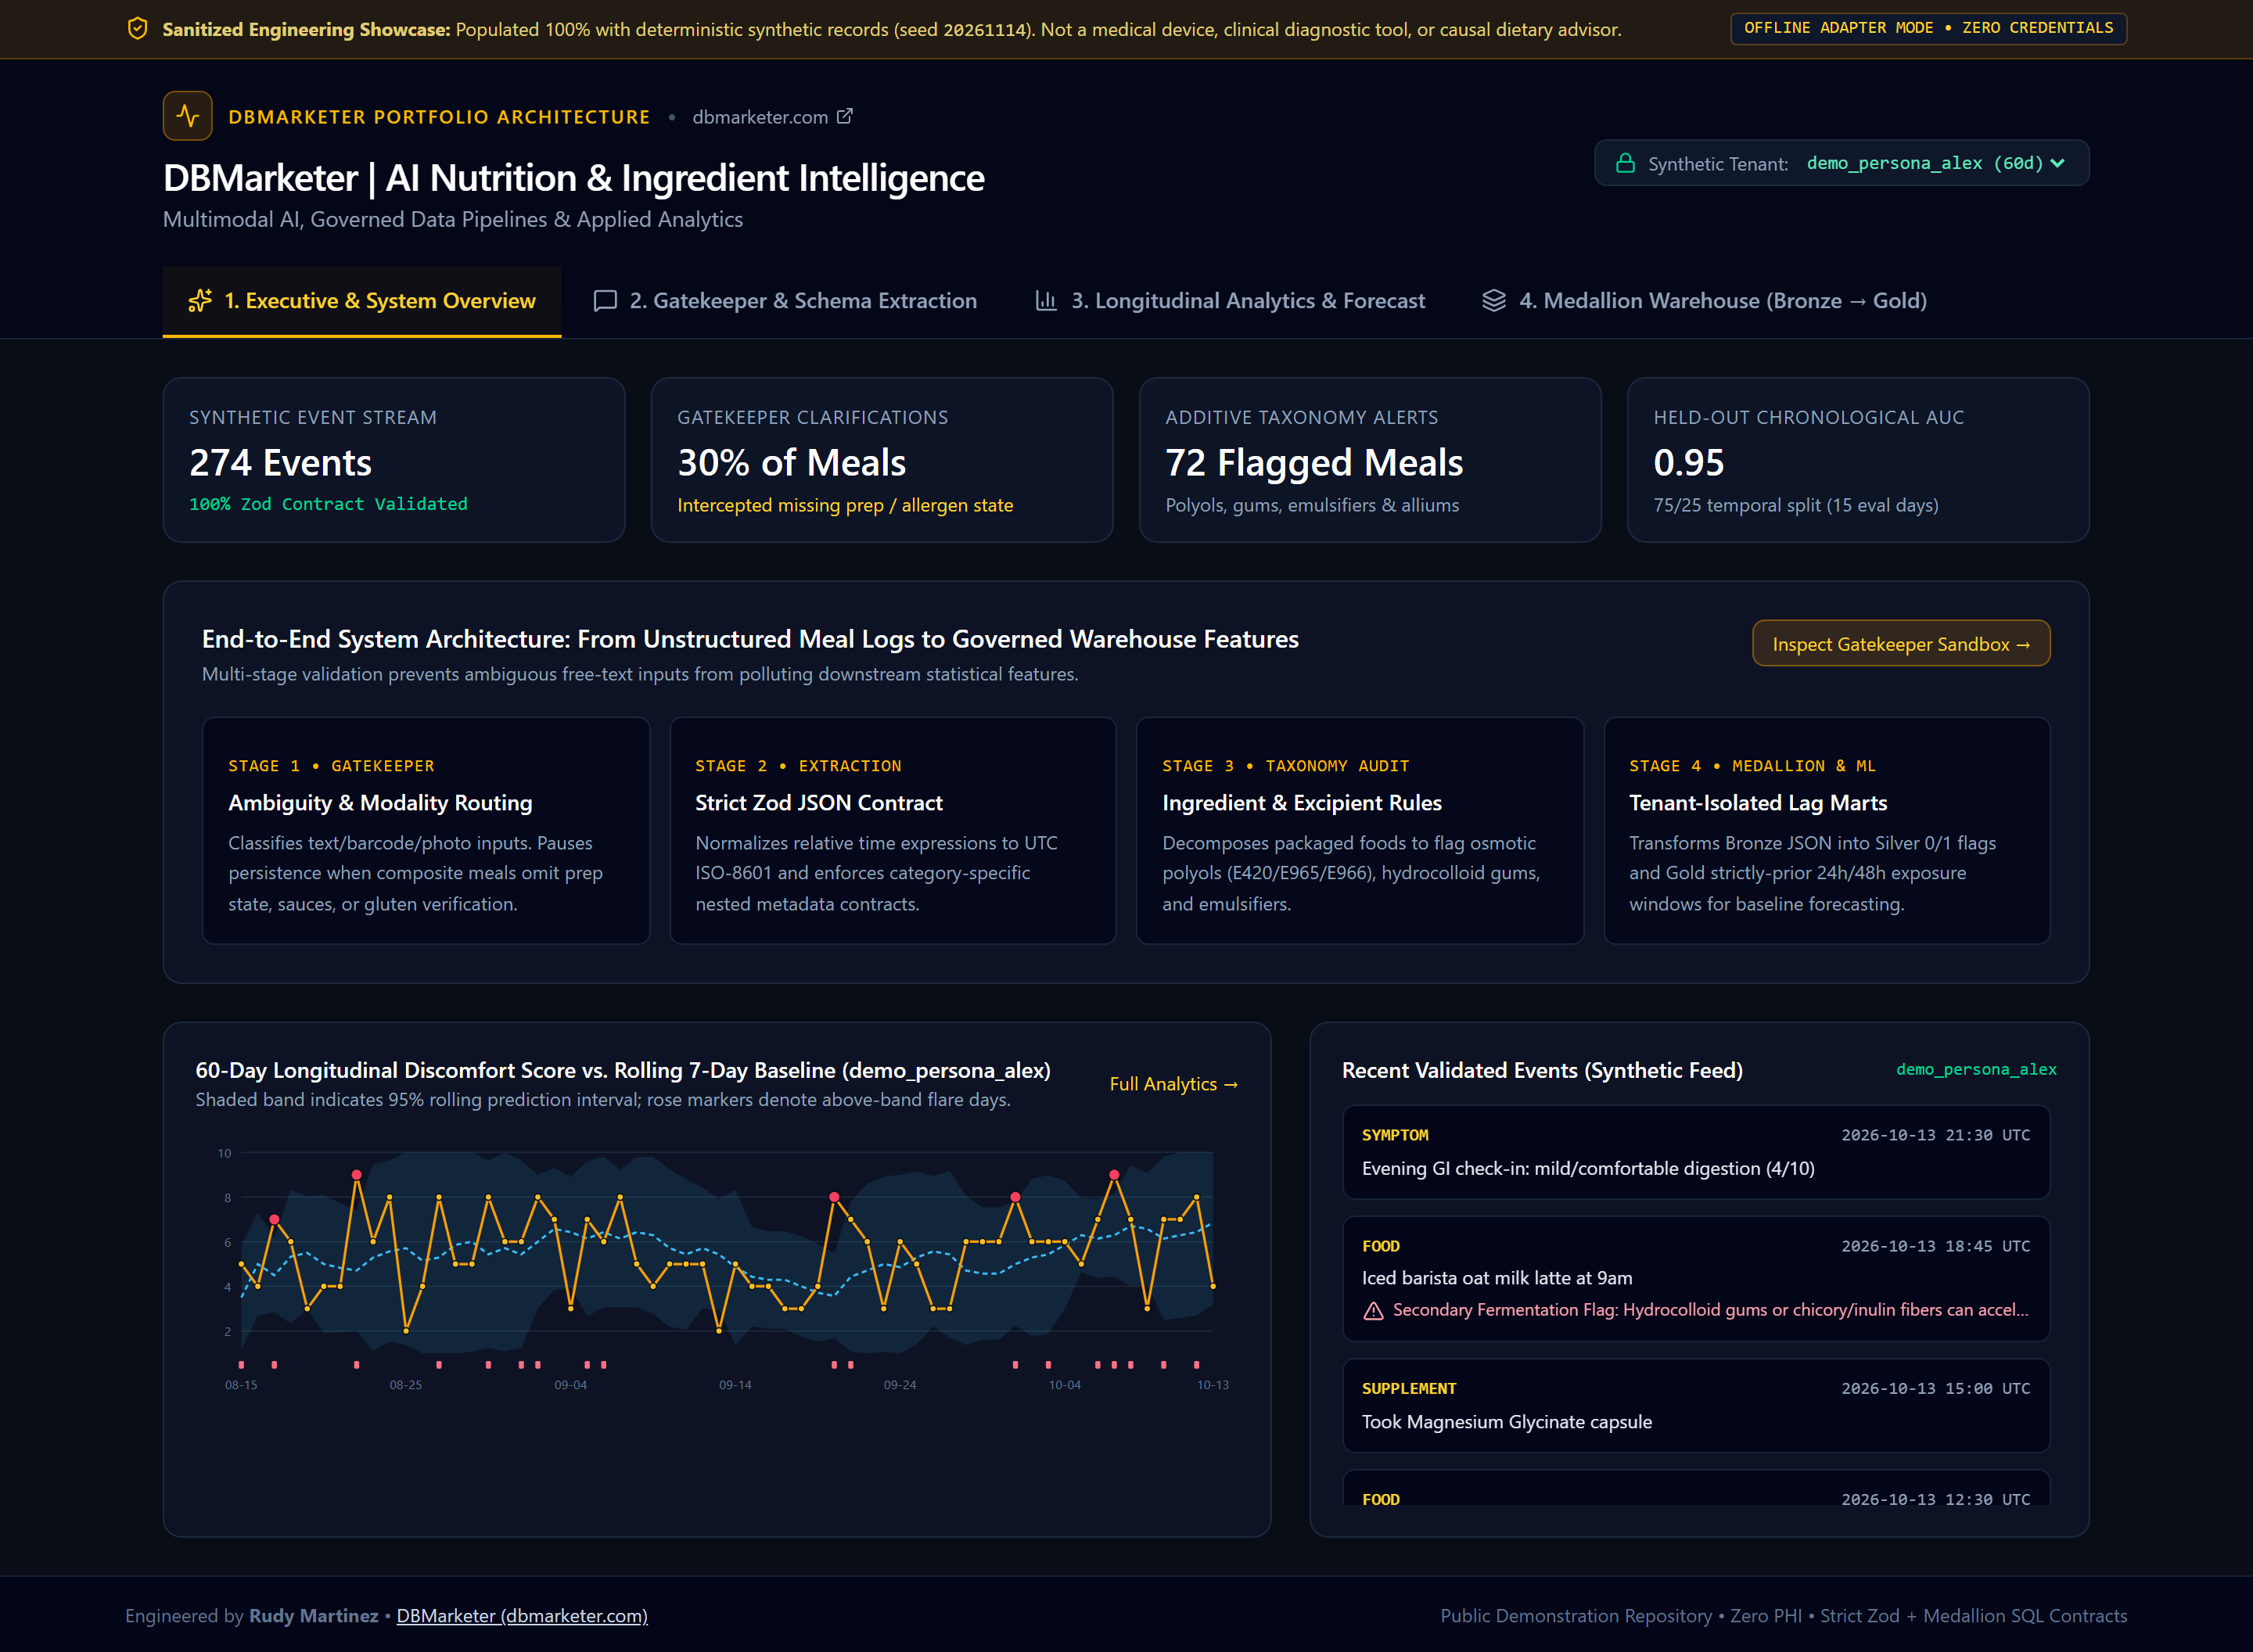 Sanitized Engineering Showcase: Populated 100% with deterministic synthetic records (seed 20261114). Not a medical device, clinical diagnostic tool, or causal dietary advisor.
OFFLINE ADAPTER MODE • ZERO CREDENTIALS
DBMARKETER PORTFOLIO ARCHITECTURE • dbmarketer.com
DBMarketer | AI Nutrition & Ingredient Intelligence
Multimodal AI, Governed Data Pipelines & Applied Analytics
Synthetic Tenant: demo_persona_alex (60d)
1. Executive & System Overview
2. Gatekeeper & Schema Extraction
3. Longitudinal Analytics & Forecast
4. Medallion Warehouse (Bronze → Gold)
SYNTHETIC EVENT STREAM
274 Events
100% Zod Contract Validated
GATEKEEPER CLARIFICATIONS
30% of Meals
Intercepted missing prep / allergen state
ADDITIVE TAXONOMY ALERTS
72 Flagged Meals
Polyols, gums, emulsifiers & alliums
HELD-OUT CHRONOLOGICAL AUC
0.95
75/25 temporal split (15 eval days)
End-to-End System Architecture: From Unstructured Meal Logs to Governed Warehouse Features
Multi-stage validation prevents ambiguous free-text inputs from polluting downstream statistical features.
Inspect Gatekeeper Sandbox →
STAGE 1 • GATEKEEPER
Ambiguity & Modality Routing
Classifies text/barcode/photo inputs. Pauses
persistence when composite meals omit prep
state, sauces, or gluten verification.
STAGE 2 • EXTRACTION
Strict Zod JSON Contract
Normalizes relative time expressions to UTC
ISO-8601 and enforces category-specific
nested metadata contracts.
STAGE 3 • TAXONOMY AUDIT
Ingredient & Excipient Rules
Decomposes packaged foods to flag osmotic
polyols (E420/E965/E966), hydrocolloid gums,
and emulsifiers.
STAGE 4 • MEDALLION & ML
Tenant-Isolated Lag Marts
Transforms Bronze JSON into Silver 0/1 flags
and Gold strictly-prior 24h/48h exposure
windows for baseline forecasting.
60-Day Longitudinal Discomfort Score vs. Rolling 7-Day Baseline (demo_persona_alex)
Shaded band indicates 95% rolling prediction interval; rose markers denote above-band flare days.
Full Analytics →
10
8
6
4
2
08-15
08-25
09-04
09-14
09-24
10-04
10-13
Recent Validated Events (Synthetic Feed)
demo_persona_alex
SYMPTOM
2026-10-13 21:30 UTC
Evening GI check-in: mild/comfortable digestion (4/10)
FOOD
2026-10-13 18:45 UTC
Iced barista oat milk latte at 9am
Secondary Fermentation Flag: Hydrocolloid gums or chicory/inulin fibers can accel...
SUPPLEMENT
2026-10-13 15:00 UTC
Took Magnesium Glycinate capsule
FOOD
2026-10-13 12:30 UTC
Engineered by Rudy Martinez • DBMarketer (dbmarketer.com)
Public Demonstration Repository • Zero PHI • Strict Zod + Medallion SQL Contracts